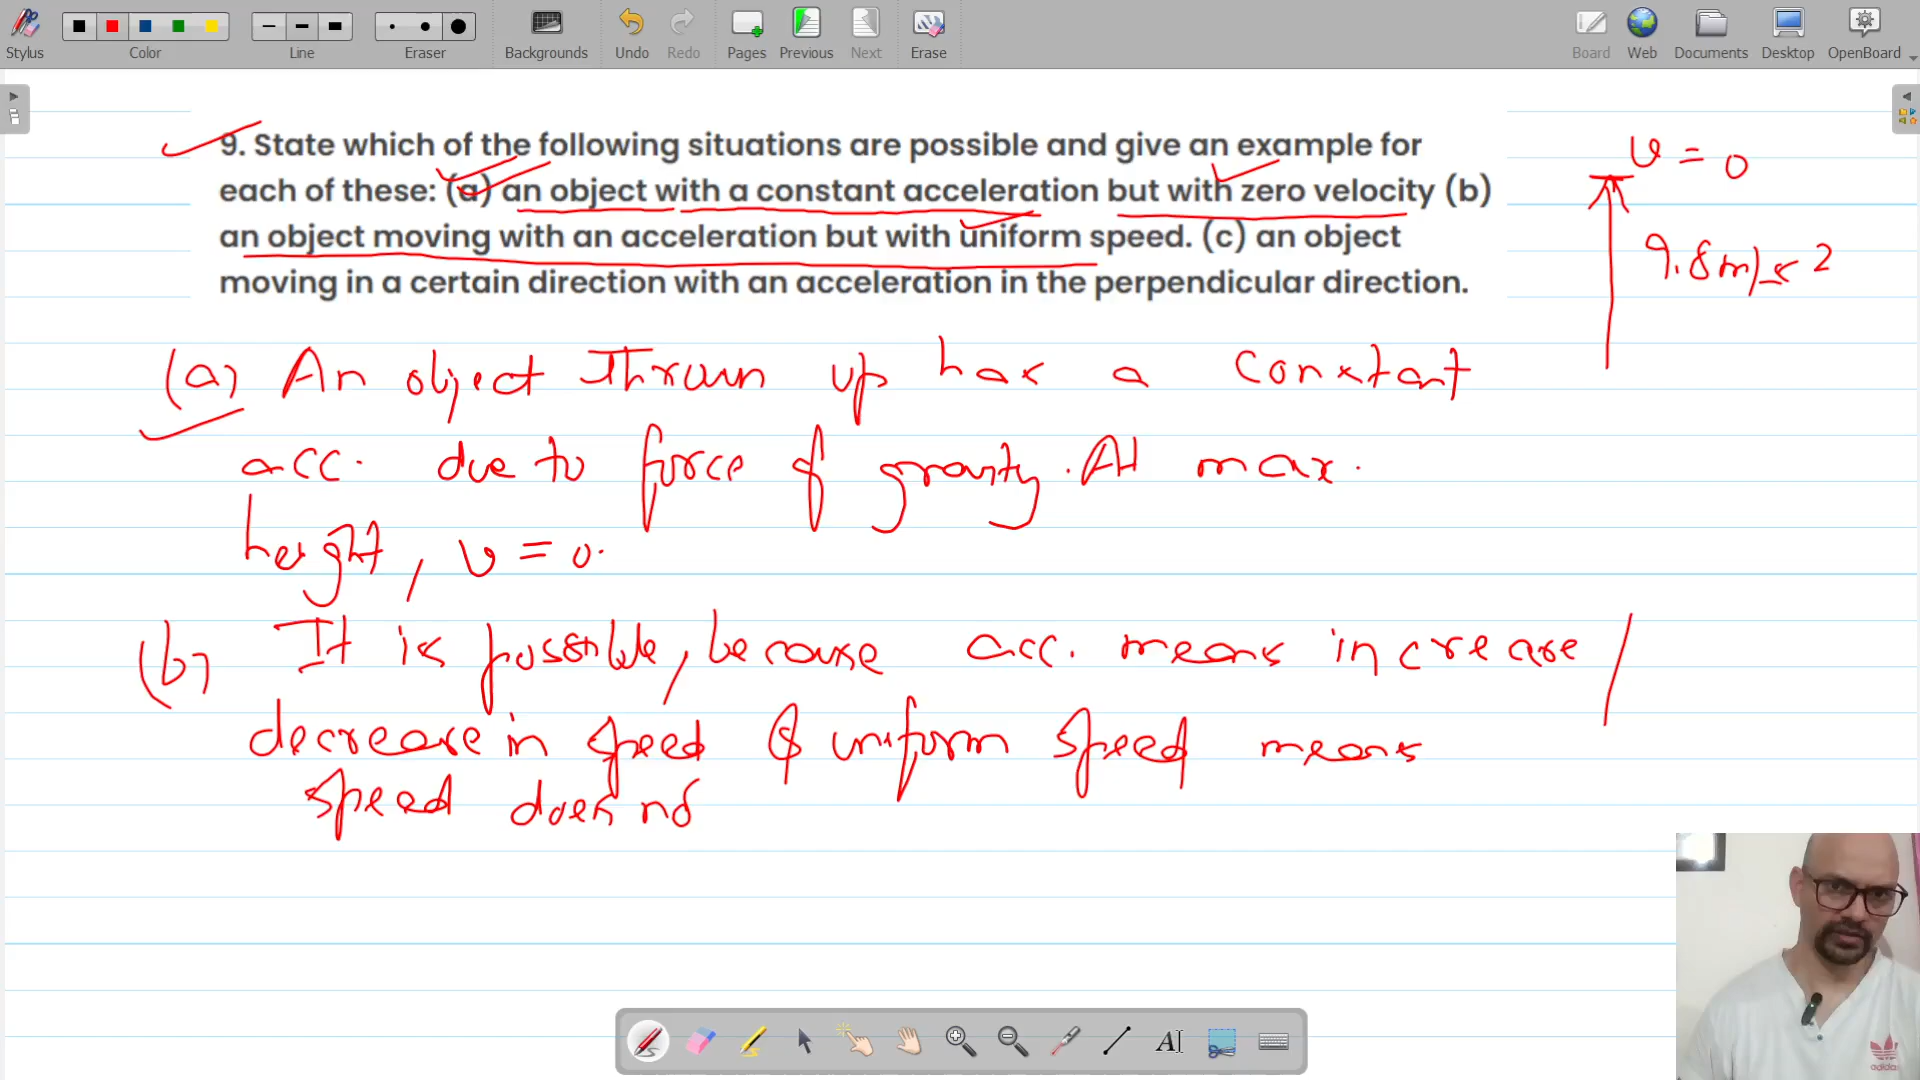 Stylus Color Line Eraser Backgrounds Undo Redo Pages Previous Next Erase Board Web Documents Desktop OpenBoard
9. State which of the following situations are possible and give an example for
each of these: (a) an object with a constant acceleration but with zero velocity (b)
an object moving with an acceleration but with uniform speed. (c) an object
moving in a certain direction with an acceleration in the perpendicular direction.
v = 0
9.8m/s2
(a) An object Thrown up has a constant
acc. due to force of gravity. At max.
height, v = 0.
(b) It is possible, because acc. means increase/
decrease in speed & uniform speed means
speed does no
adidas